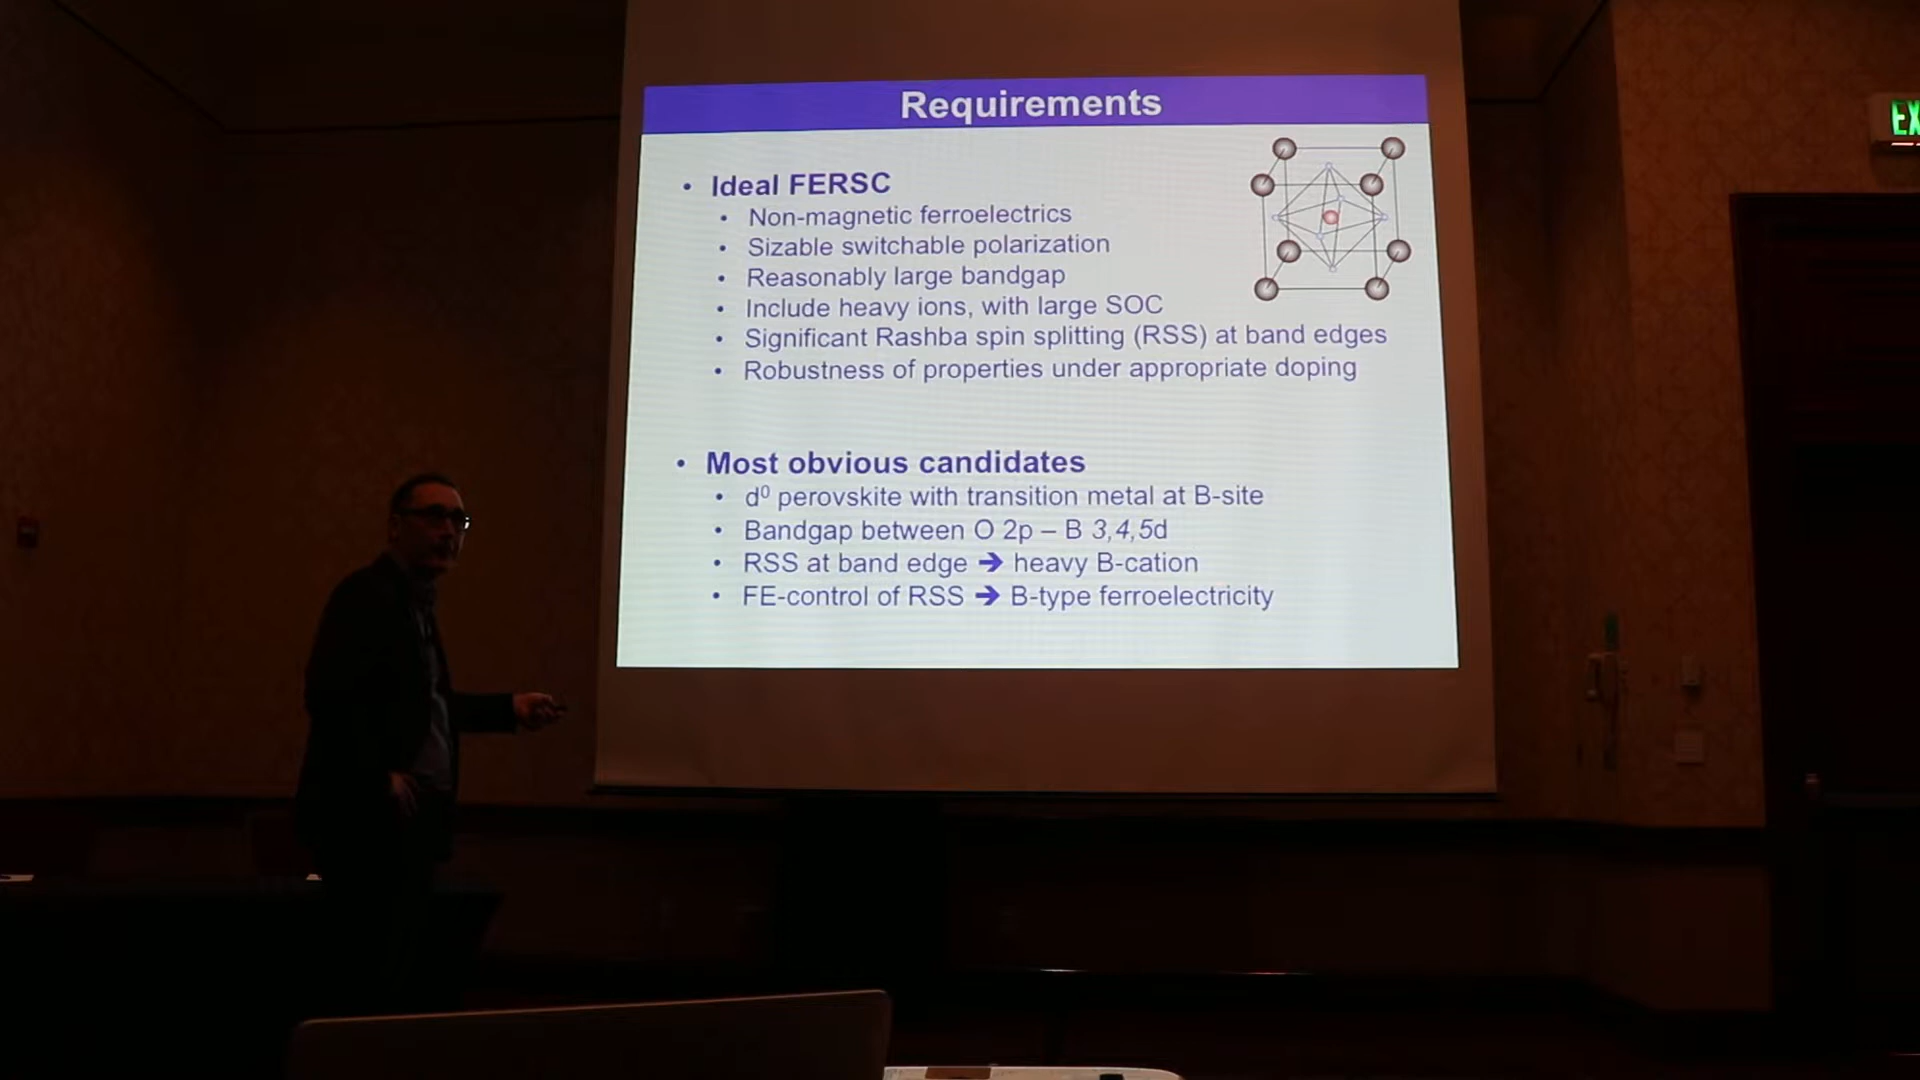 Requirements
EX
• Ideal FERSC
• Non-magnetic ferroelectrics
• Sizable switchable polarization
• Reasonably large bandgap
• Include heavy ions, with large SOC
• Significant Rashba spin splitting (RSS) at band edges
• Robustness of properties under appropriate doping
• Most obvious candidates
• d⁰ perovskite with transition metal at B-site
• Bandgap between O 2p – B 3,4,5d
• RSS at band edge ➔ heavy B-cation
• FE-control of RSS ➔ B-type ferroelectricity